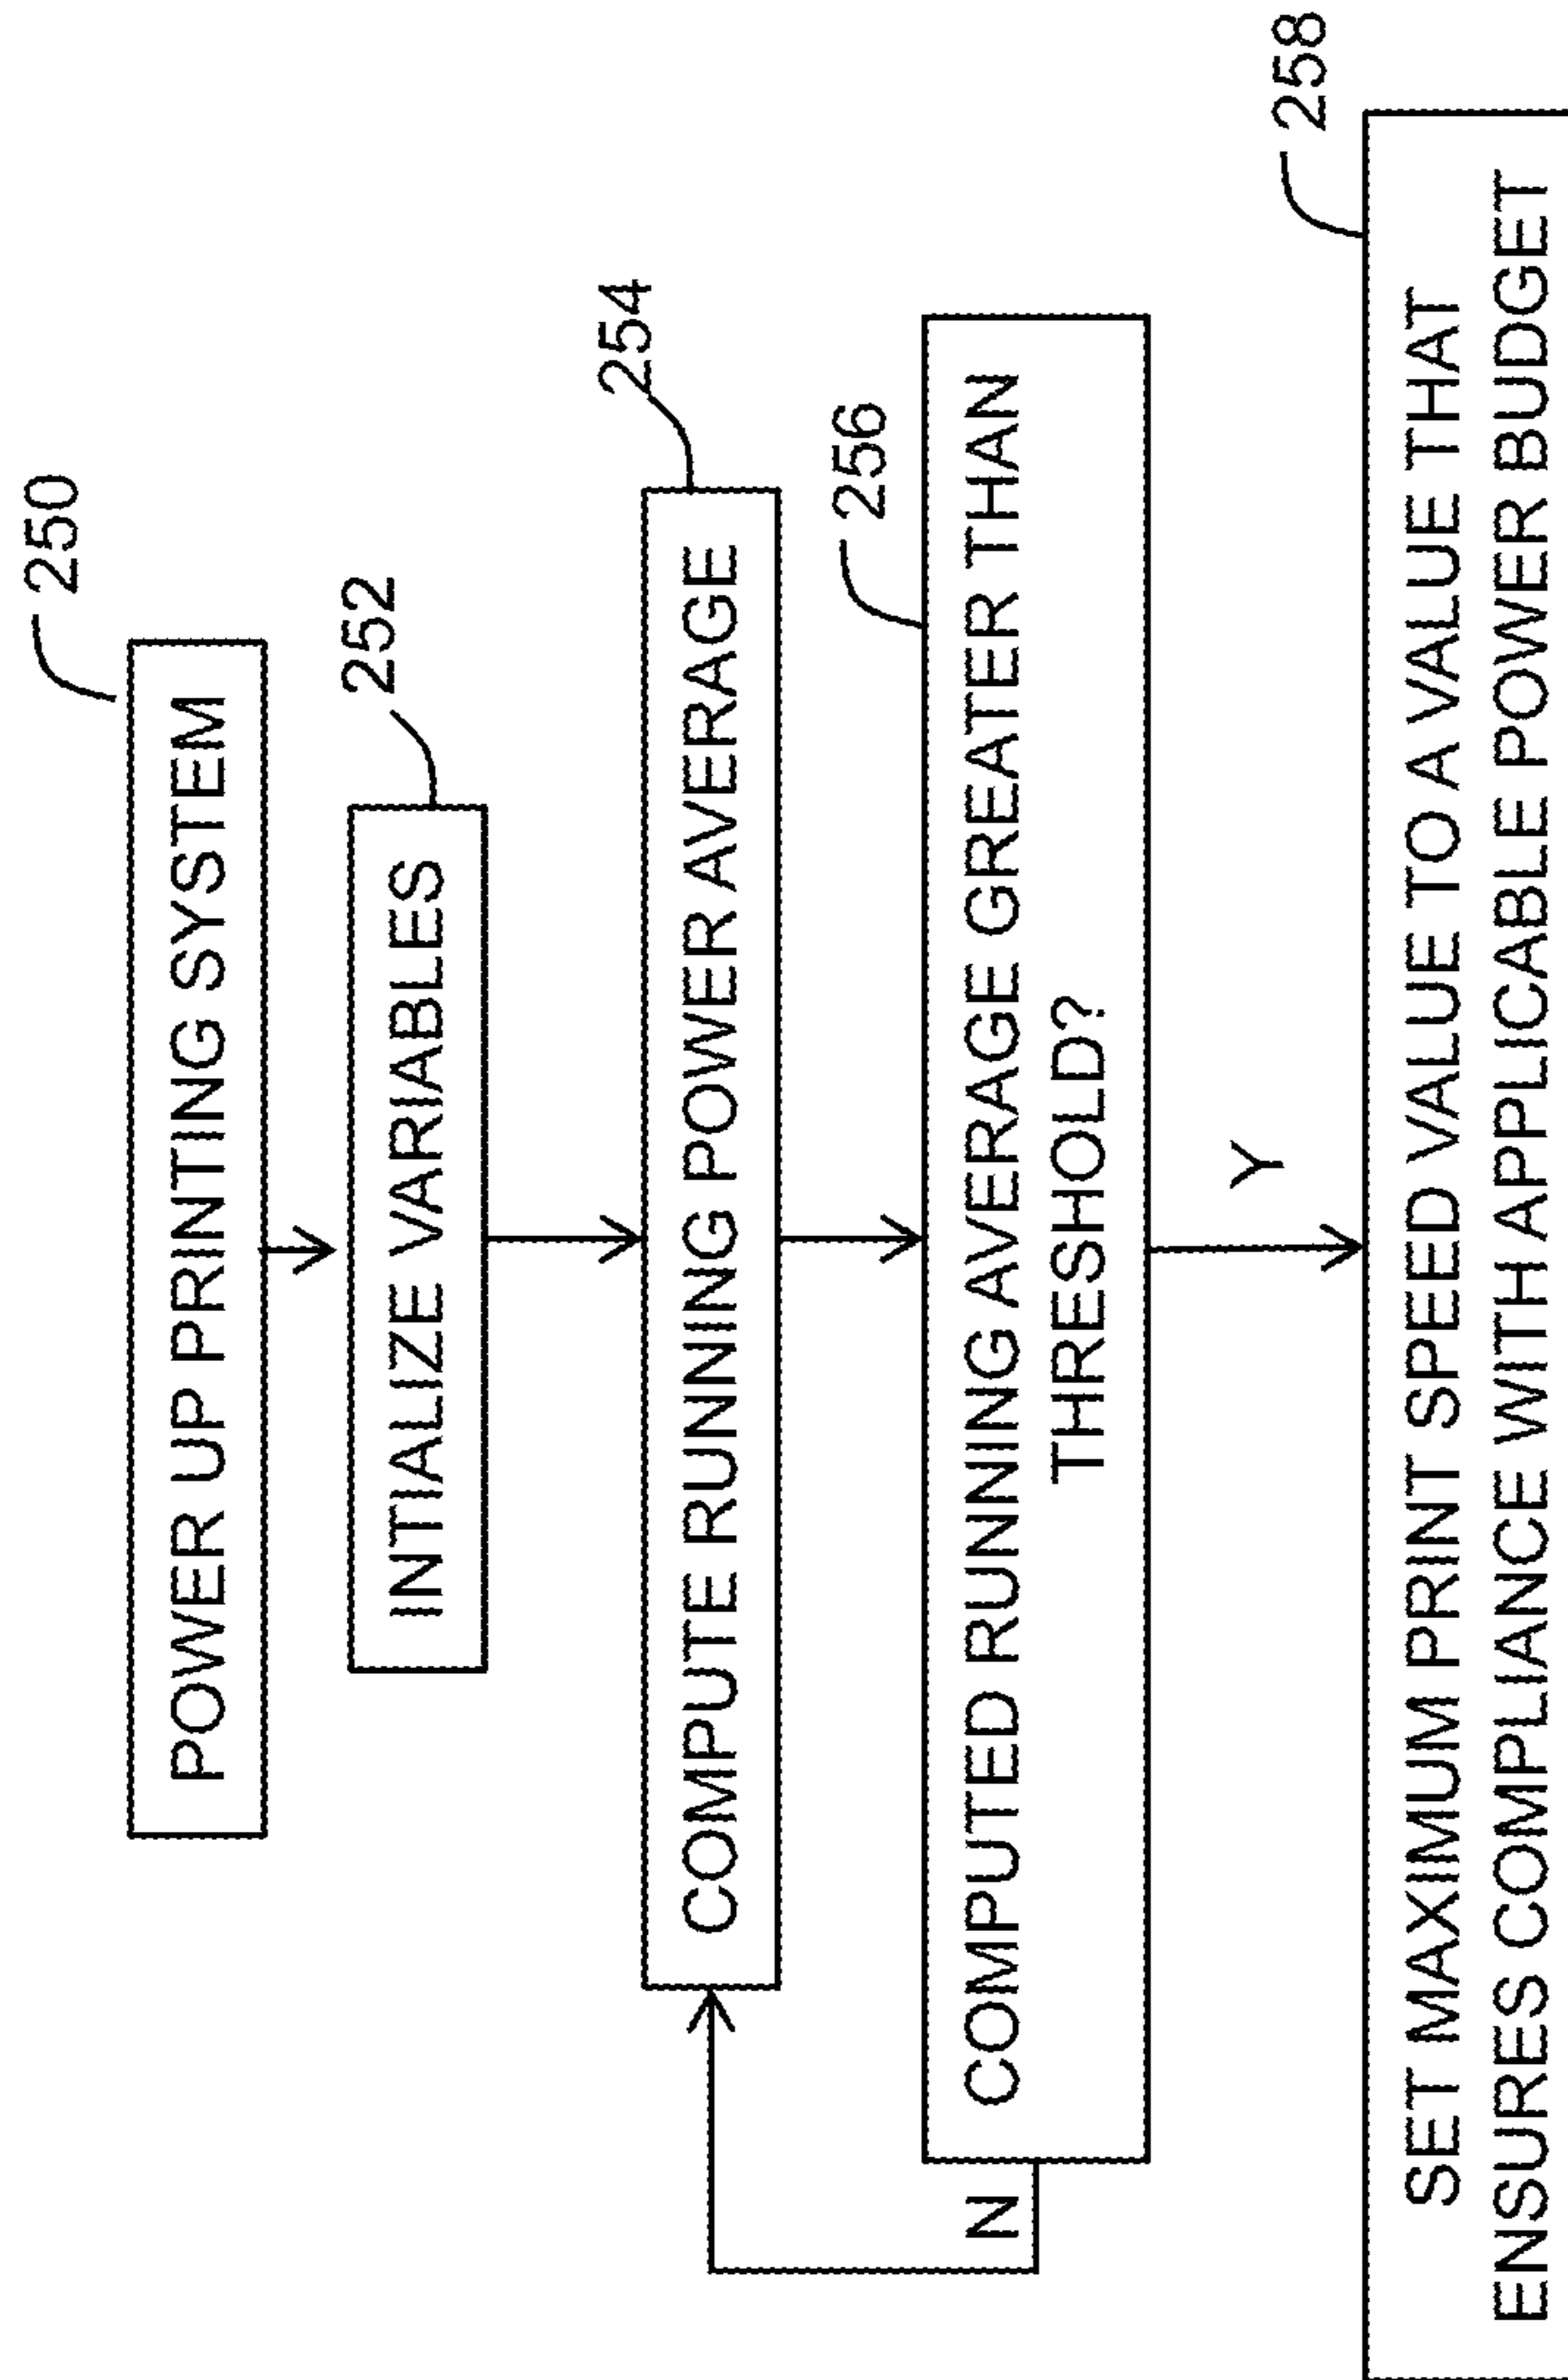 250
POWER UP PRINTING SYSTEM
252
INTIALIZE VARIABLES
254
COMPUTE RUNNING POWER AVERAGE
256
COMPUTED RUNNING AVERAGE GREATER THAN
THRESHOLD?
N
Y
258
SET MAXIMUM PRINT SPEED VALUE TO A VALUE THAT
ENSURES COMPLIANCE WITH APPLICABLE POWER BUDGET